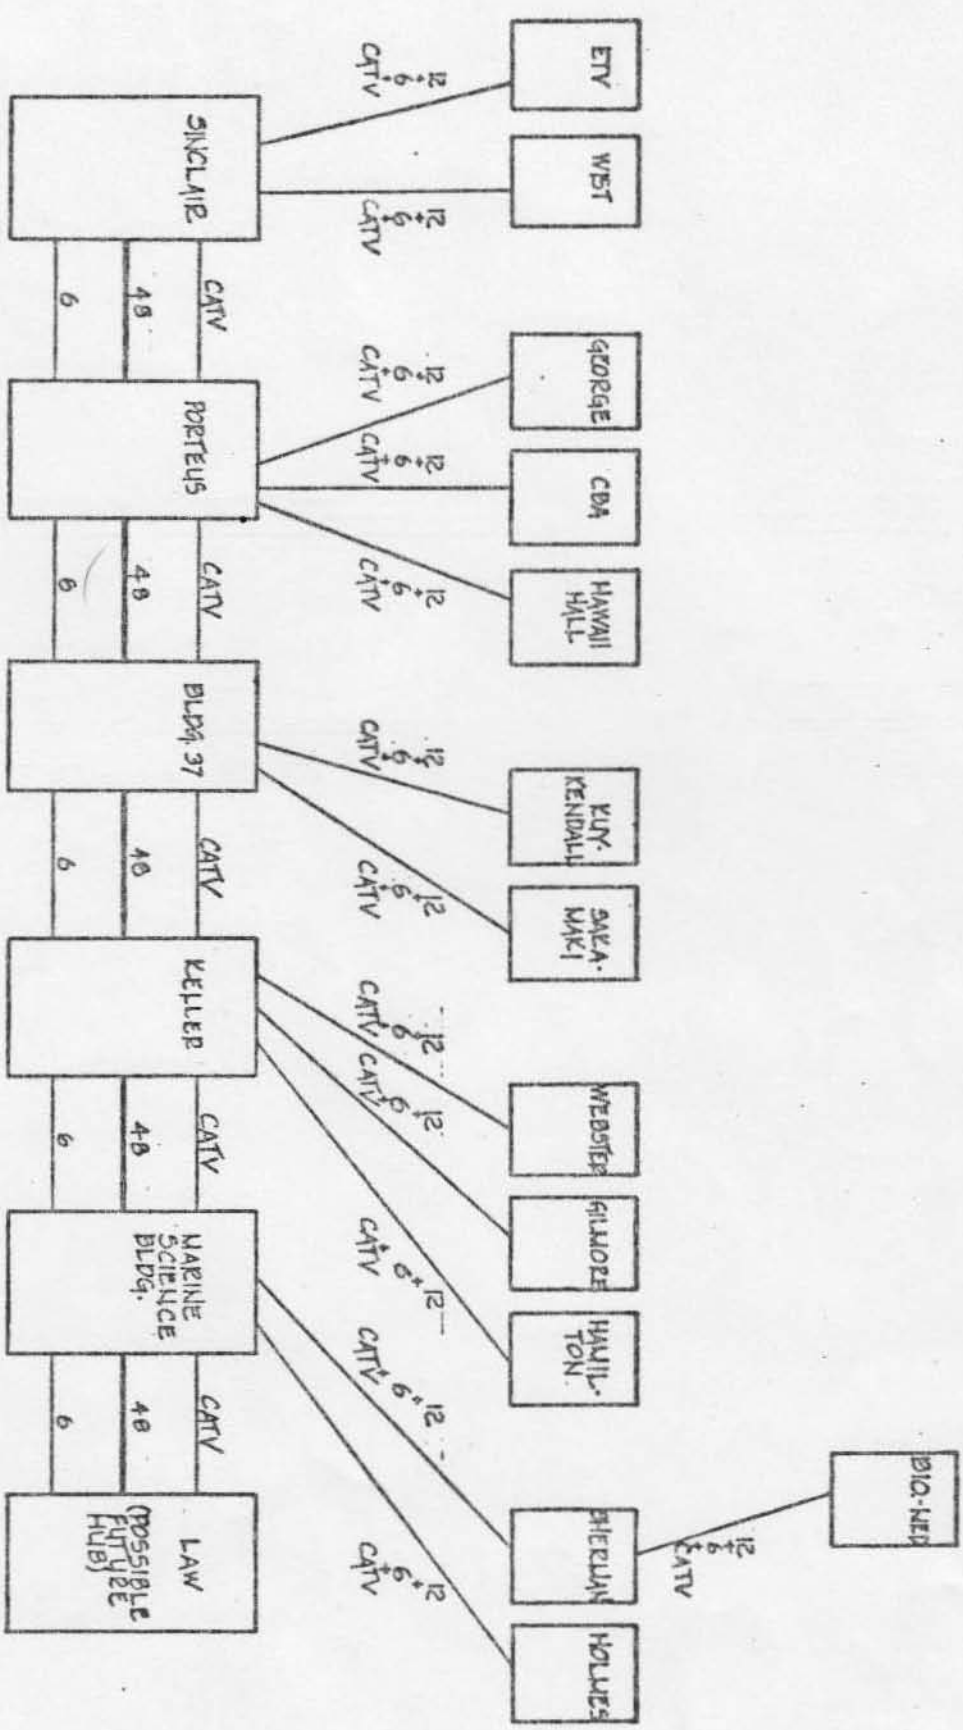 BIO.-MED
12
+
6
+
CATV
ETV
WIST
GEORGE
CBA
HAWAII
HALL
KUY-
KENDALL
SAKA-
MAKI
WEBSTER
GILMORE
HAMIL-
TON
SHERMAN
HOLMES
12
+
6
+
CATV
12
+
6
+
CATV
12
+
6
+
CATV
12
+
6
+
CATV
12
+
6
+
CATV
12
+
6
+
CATV
12
+
6
+
CATV
12
+
6
+
CATV
12
+
6
+
CATV
12
+
6
+
CATV
12
+
6
+
CATV
12
+
6
+
CATV
SINCLAIR
CATV
48
6
PORTEUS
CATV
48
6
BLDG. 37
CATV
48
6
KELLER
CATV
48
6
MARINE
SCIENCE
BLDG.
CATV
48
6
LAW
(POSSIBLE
FUTURE
HUB)